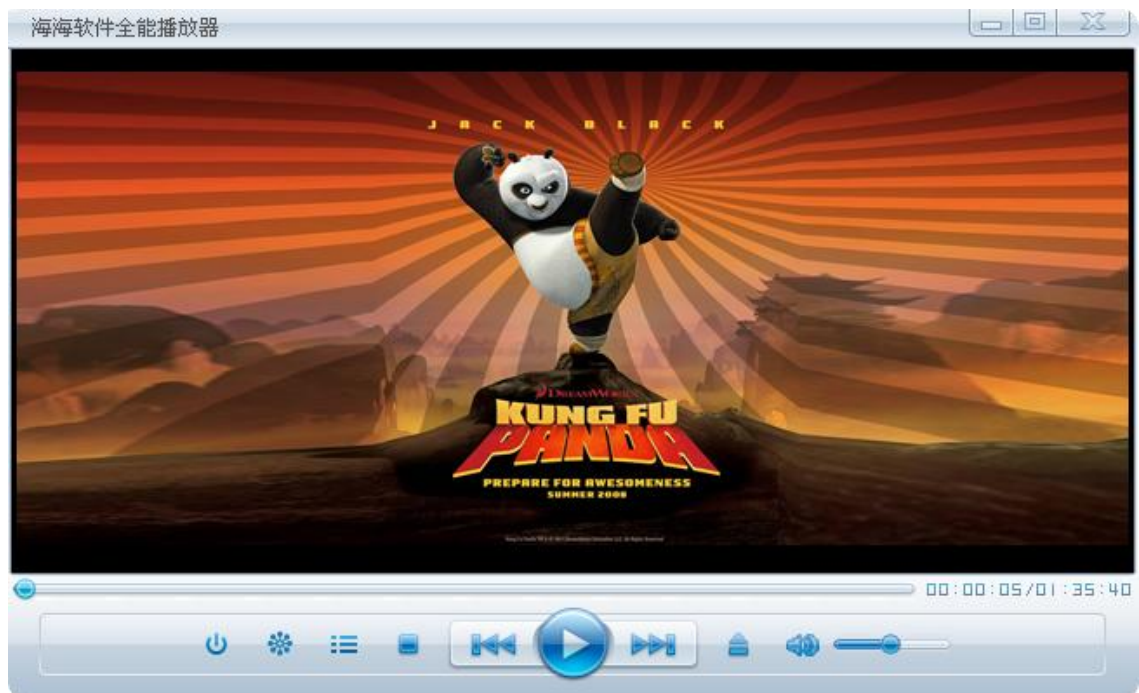 海海软件全能播放器
JACK BLACK
DREAMWORKS
KUNG FU
PANDA
PREPARE FOR AWESOMENESS
SUMMER 2008
00:00:05/01:35:40